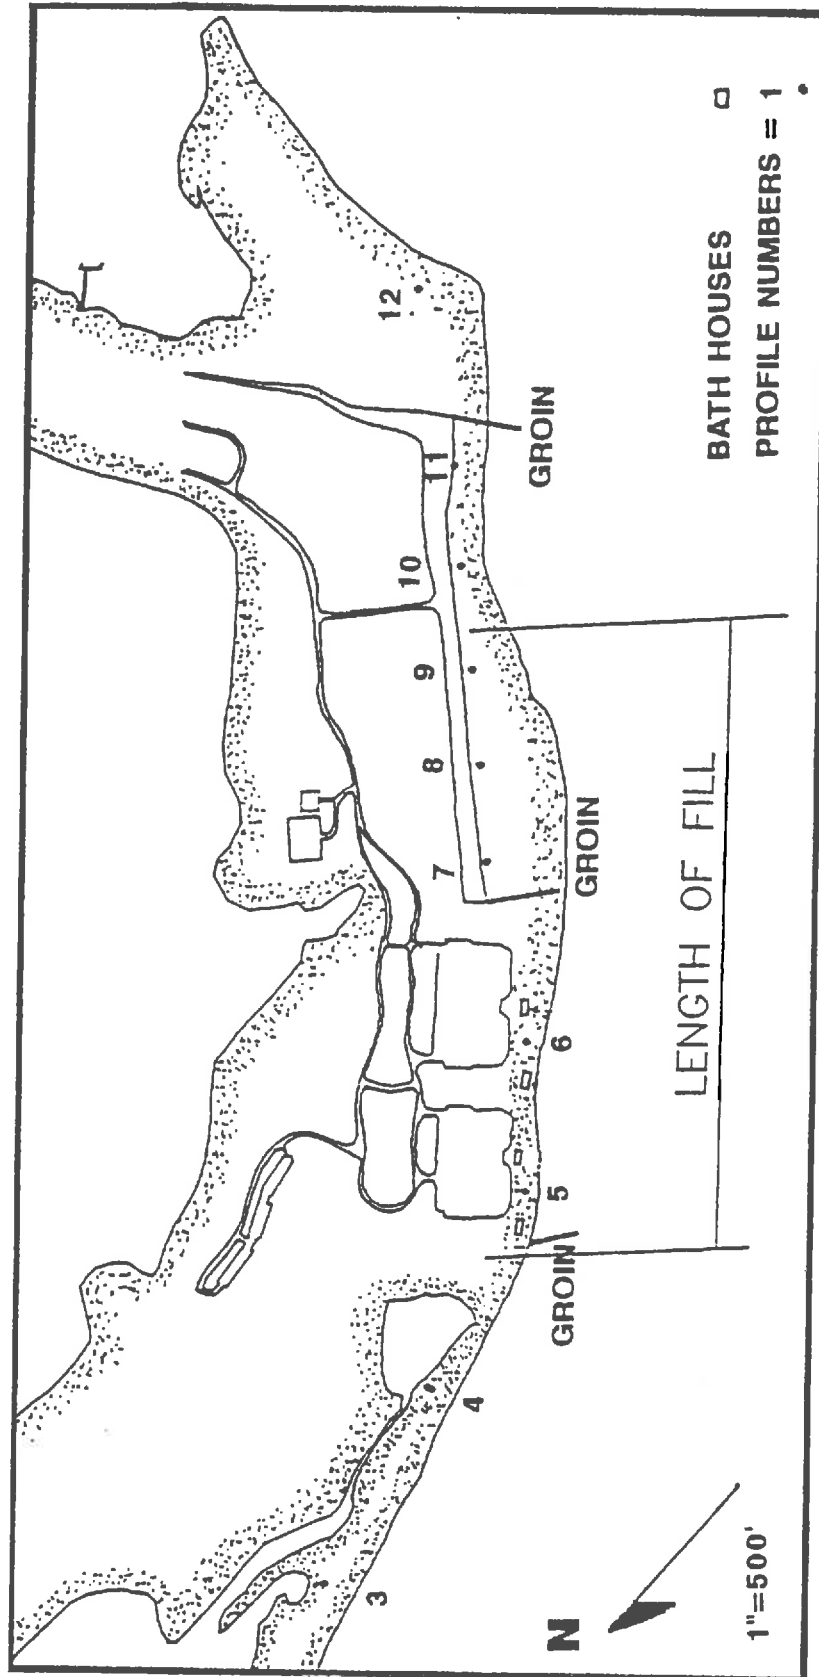 3
4
GROIN
5
6
7
GROIN
8
9
10
11
GROIN
12
LENGTH OF FILL
BATH HOUSES
PROFILE NUMBERS = 1
N
1"=500'